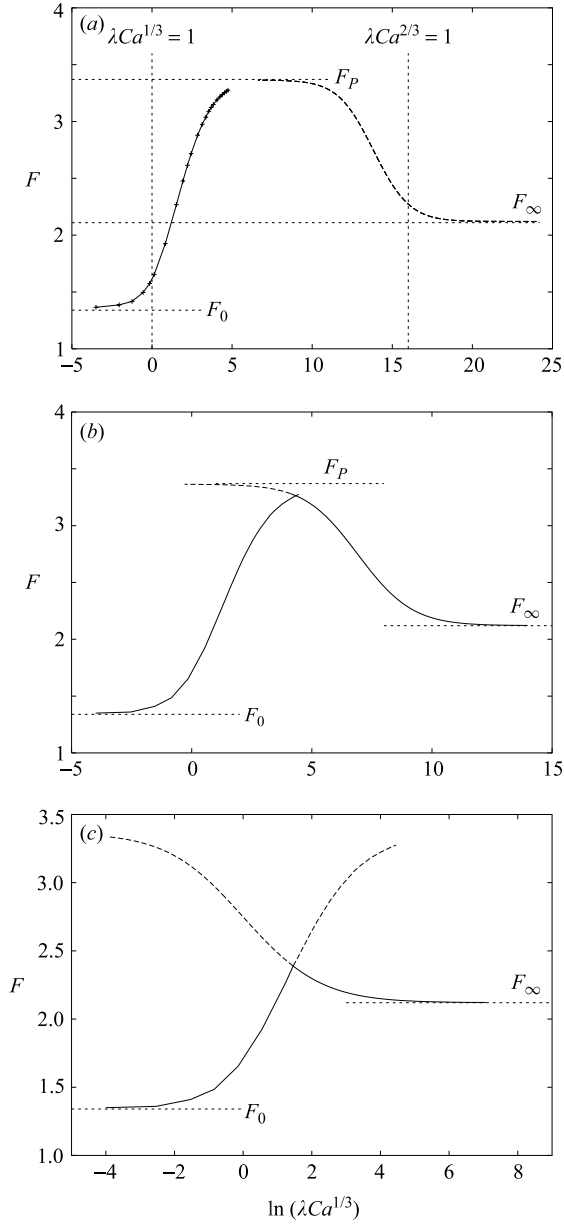 4
(a) λCa^{1/3} = 1 λCa^{2/3} = 1
F_P
3
F
F_∞
2
F_0
1
−5 0 5 10 15 20 25
4
(b)
F_P
3
F
F_∞
2
F_0
1
−5 0 5 10 15
3.5
(c)
3.0
2.5
F
F_∞
2.0
1.5
F_0
1.0
−4 −2 0 2 4 6 8
ln (λCa^{1/3})